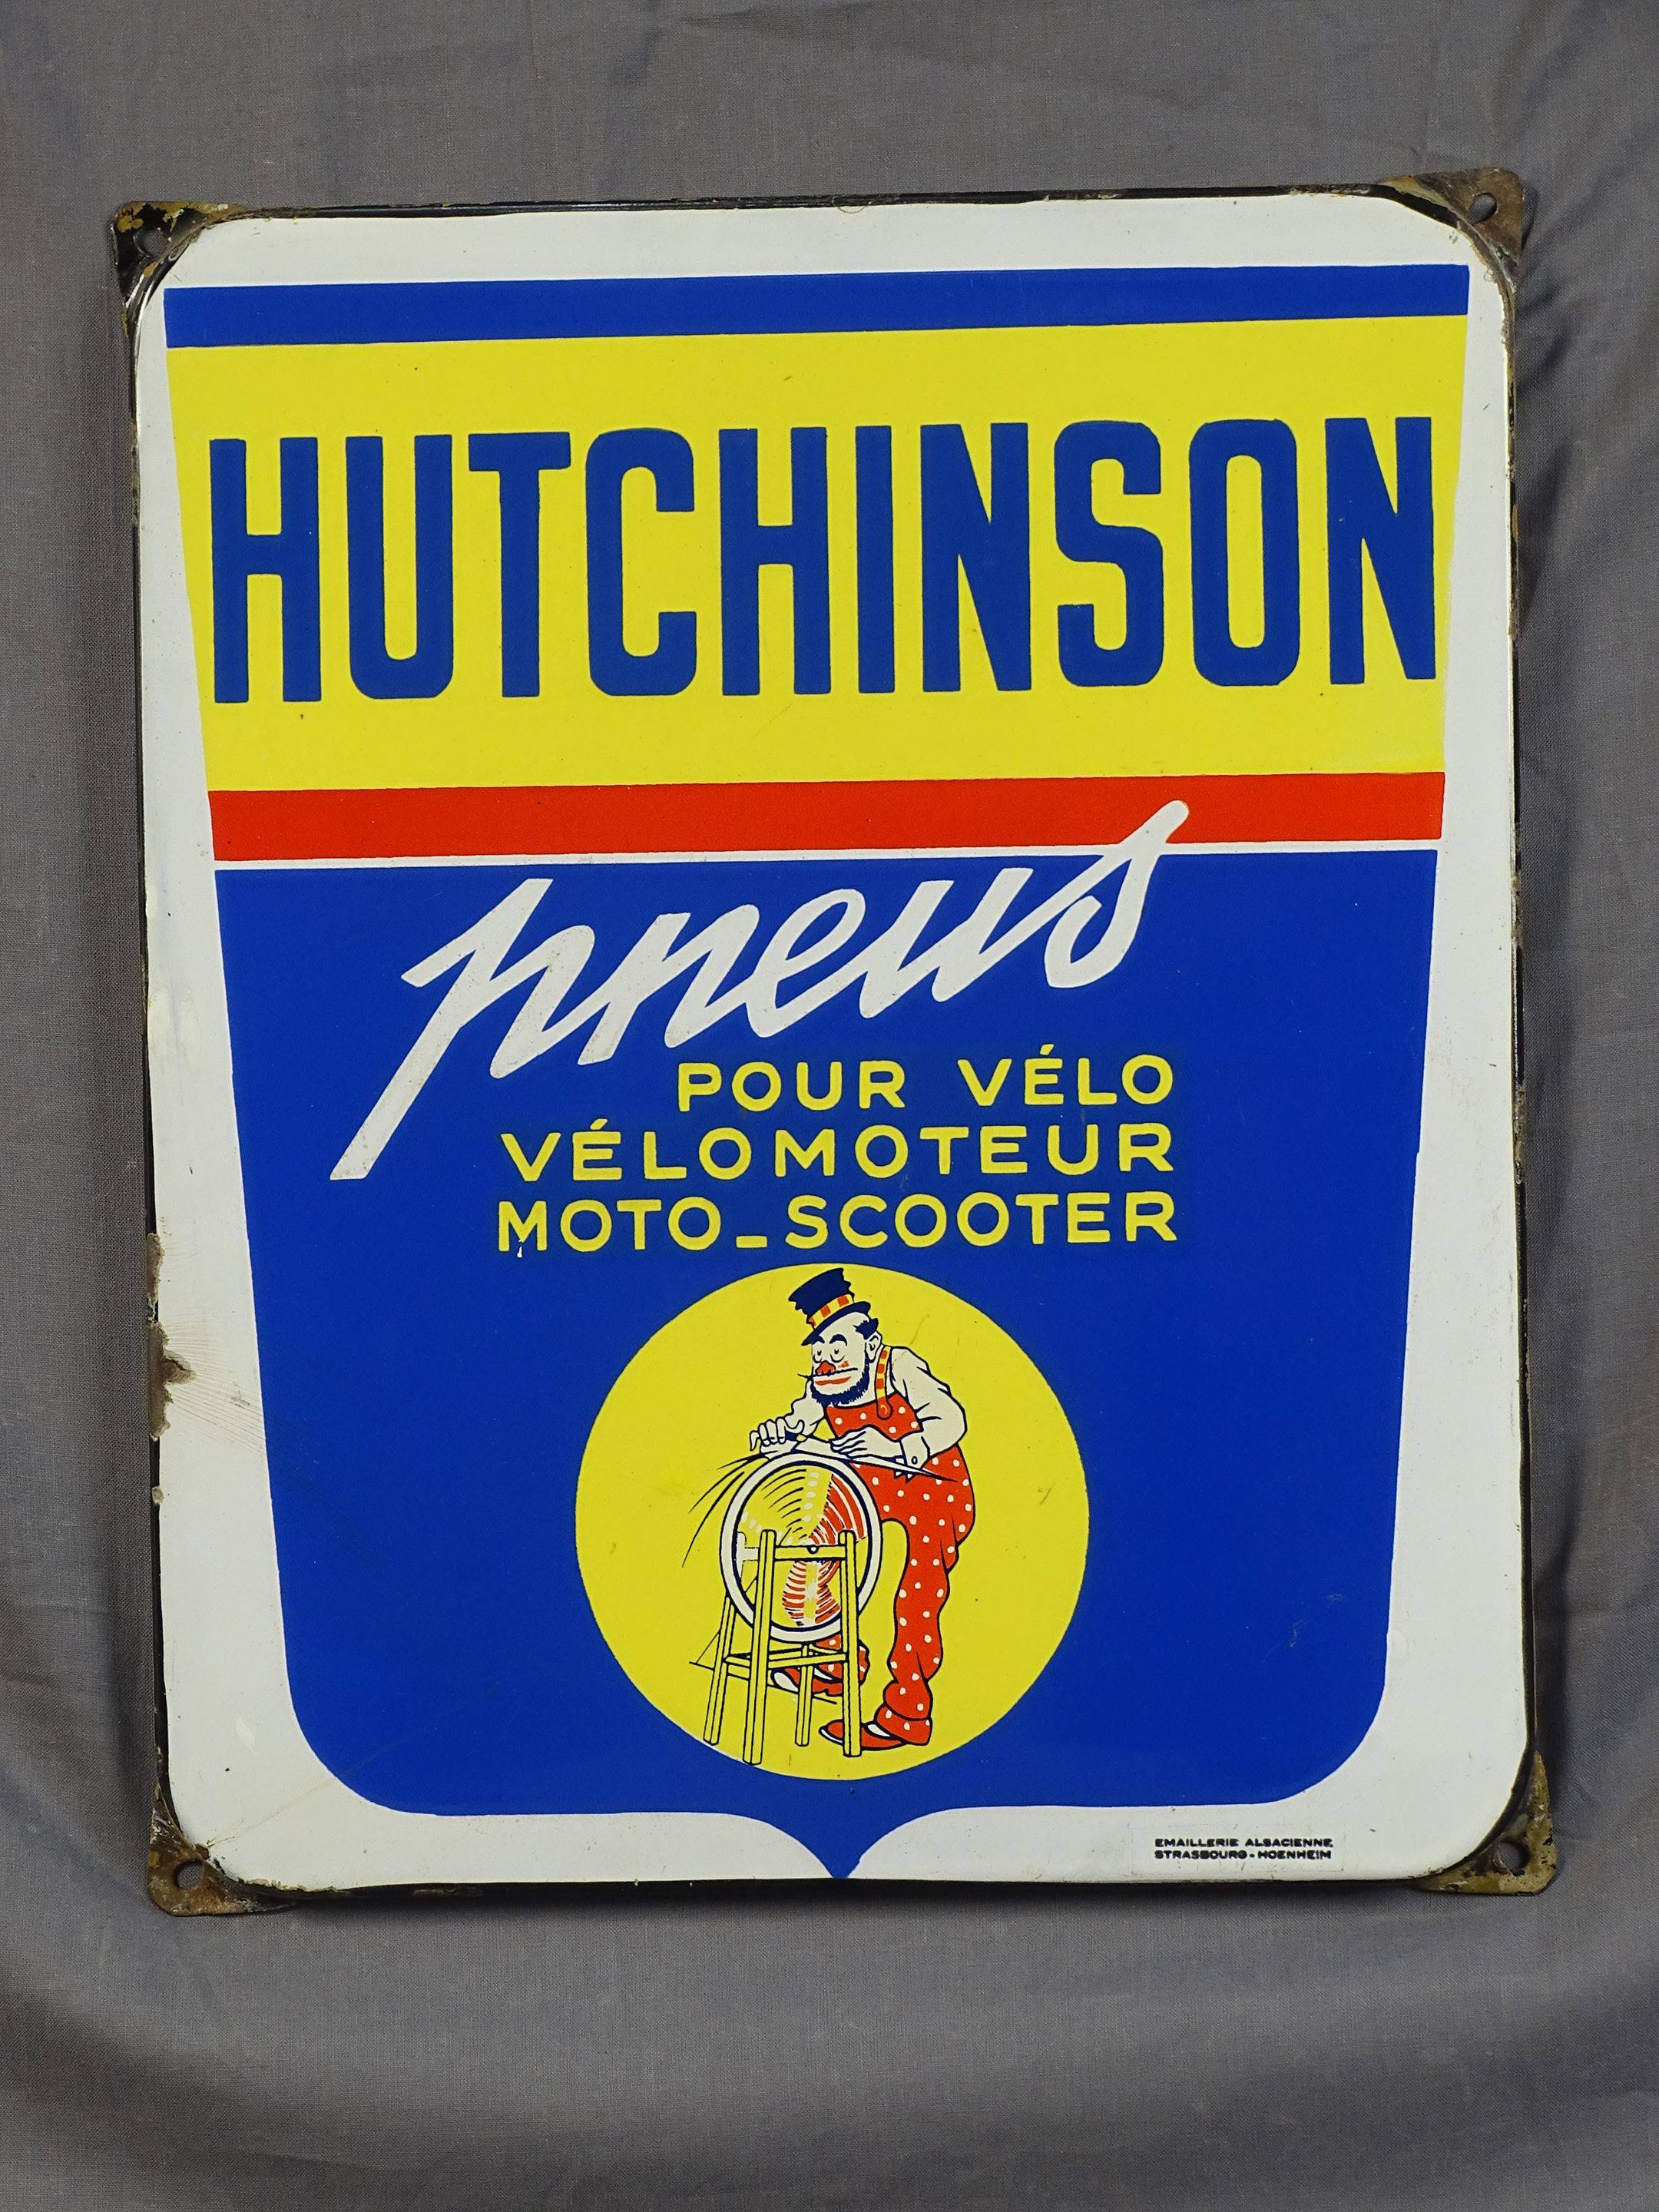 HUTCHINSON
pneus
POUR VÉLO
VÉLOMOTEUR
MOTO_SCOOTER
EMAILLERIE ALSACIENNE
STRASBOURG - HOENHEIM